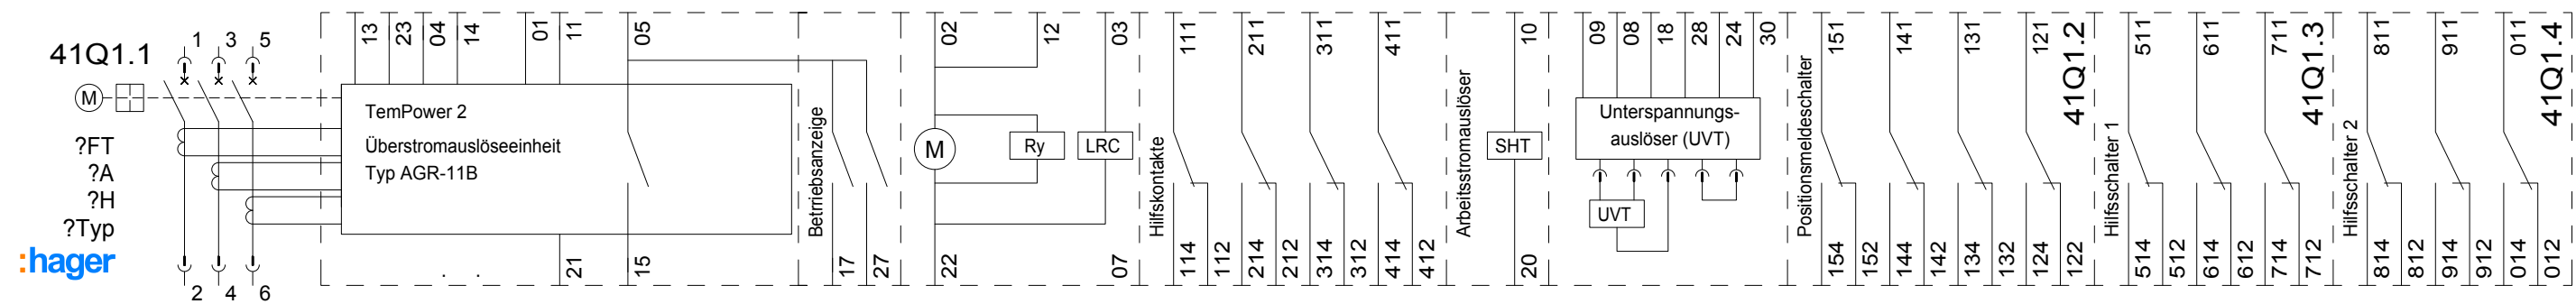 41Q1.1
1 3 5
M
?FT
?A
?H
?Typ
:hager
2 4 6
13 23 04 14 01 11 05
TemPower 2
Überstromauslöseeinheit
Typ AGR-11B
. .
21 15
Betrriebsanzeige
17 27
02 12 03
M
Ry
LRC
22 07
Hilfskontakte
111 211 311 411
114 112 214 212 314 312 414 412
Arbeitsstromauslöser
10
SHT
20
09 08 18 28 24 30
Unterspannungs-
auslöser (UVT)
UVT
Positionsmeldeschalter
151 141 131 121
41Q1.2
154 152 144 142 134 132 124 122
Hilfsschalter 1
511 611 711
41Q1.3
514 512 614 612 714 712
Hilfsschalter 2
811 911 011
41Q1.4
814 812 914 912 014 012